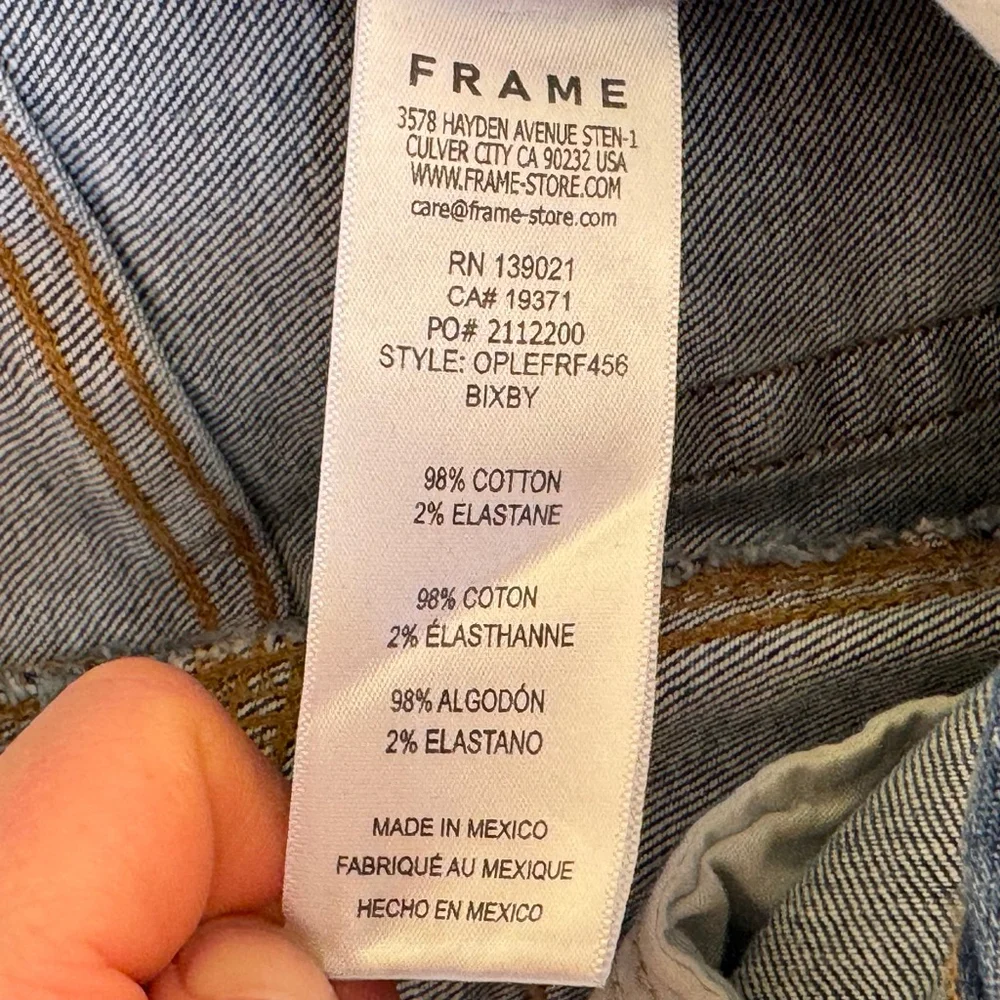 FRAME
3578 HAYDEN AVENUE STEN-1
CULVER CITY CA 90232 USA
WWW.FRAME-STORE.COM
care@frame-store.com
RN 139021
CA# 19371
PO# 2112200
STYLE: OPLEFRF456
BIXBY
98% COTTON
2% ELASTANE
98% COTON
2% ÉLASTHANNE
98% ALGODÓN
2% ELASTANO
MADE IN MEXICO
FABRIQUÉ AU MEXIQUE
HECHO EN MEXICO